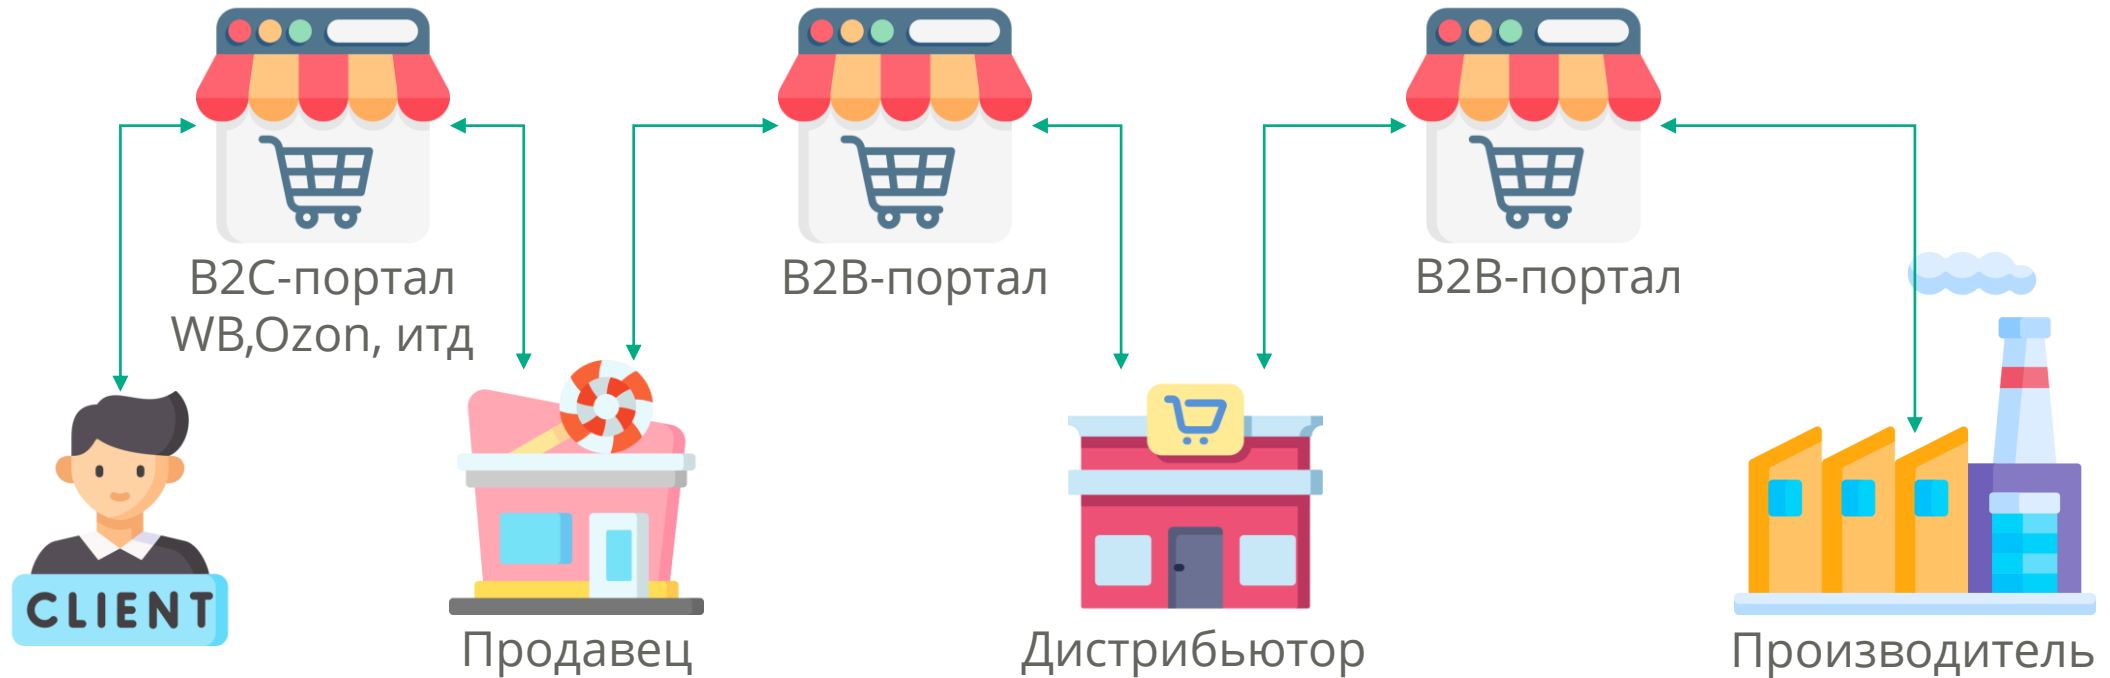 B2C-портал
WB,Ozon, итд
B2B-портал
B2B-портал
CLIENT
Продавец
Дистрибьютор
Производитель